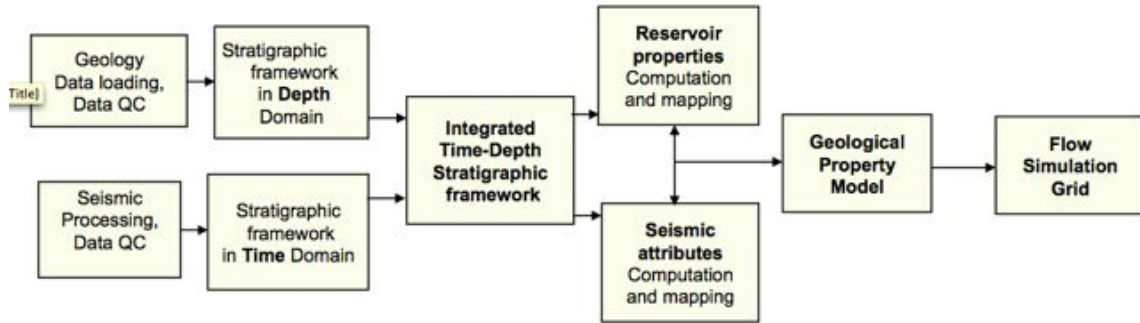 Geology
Data loading,
Data QC
Title]
Stratigraphic
framework
in Depth
Domain
Seismic
Processing,
Data QC
Stratigraphic
framework
in Time Domain
Integrated
Time-Depth
Stratigraphic
framework
Reservoir
properties
Computation
and mapping
Seismic
attributes
Computation
and mapping
Geological
Property
Model
Flow
Simulation
Grid